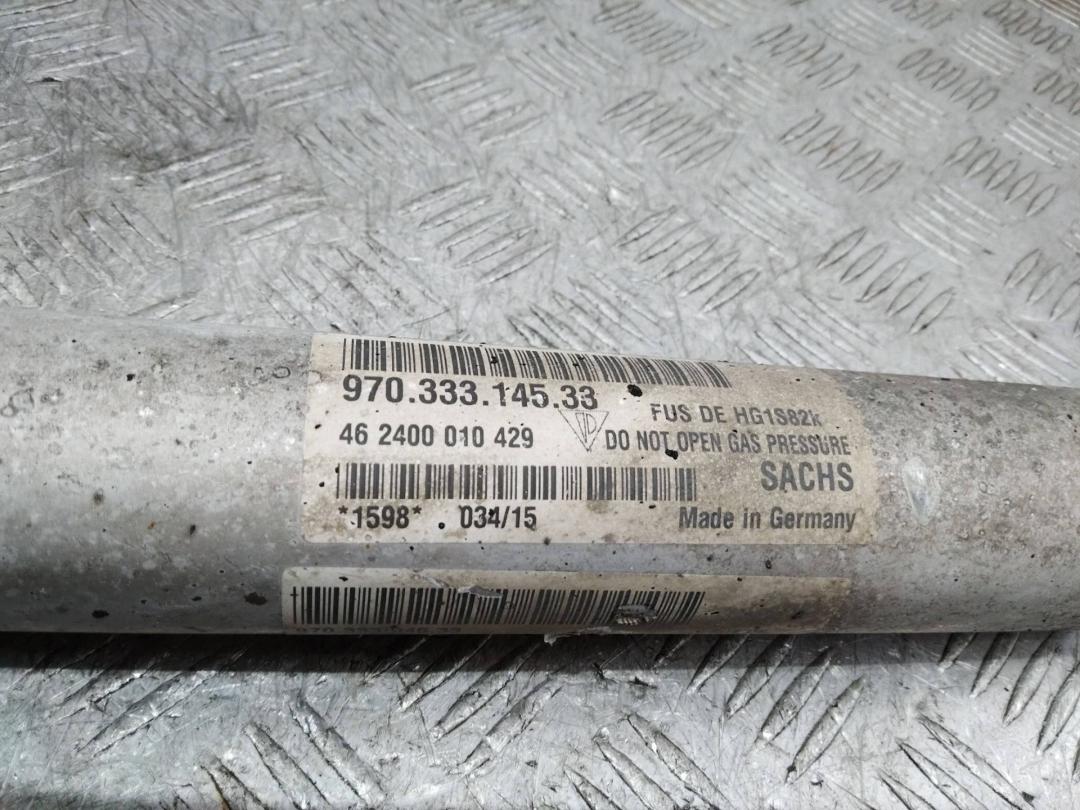 970.333.145.33
FUS DE HG1S82k
46 2400 010 429
DO NOT OPEN GAS PRESSURE
SACHS
*1598* 034/15
Made in Germany